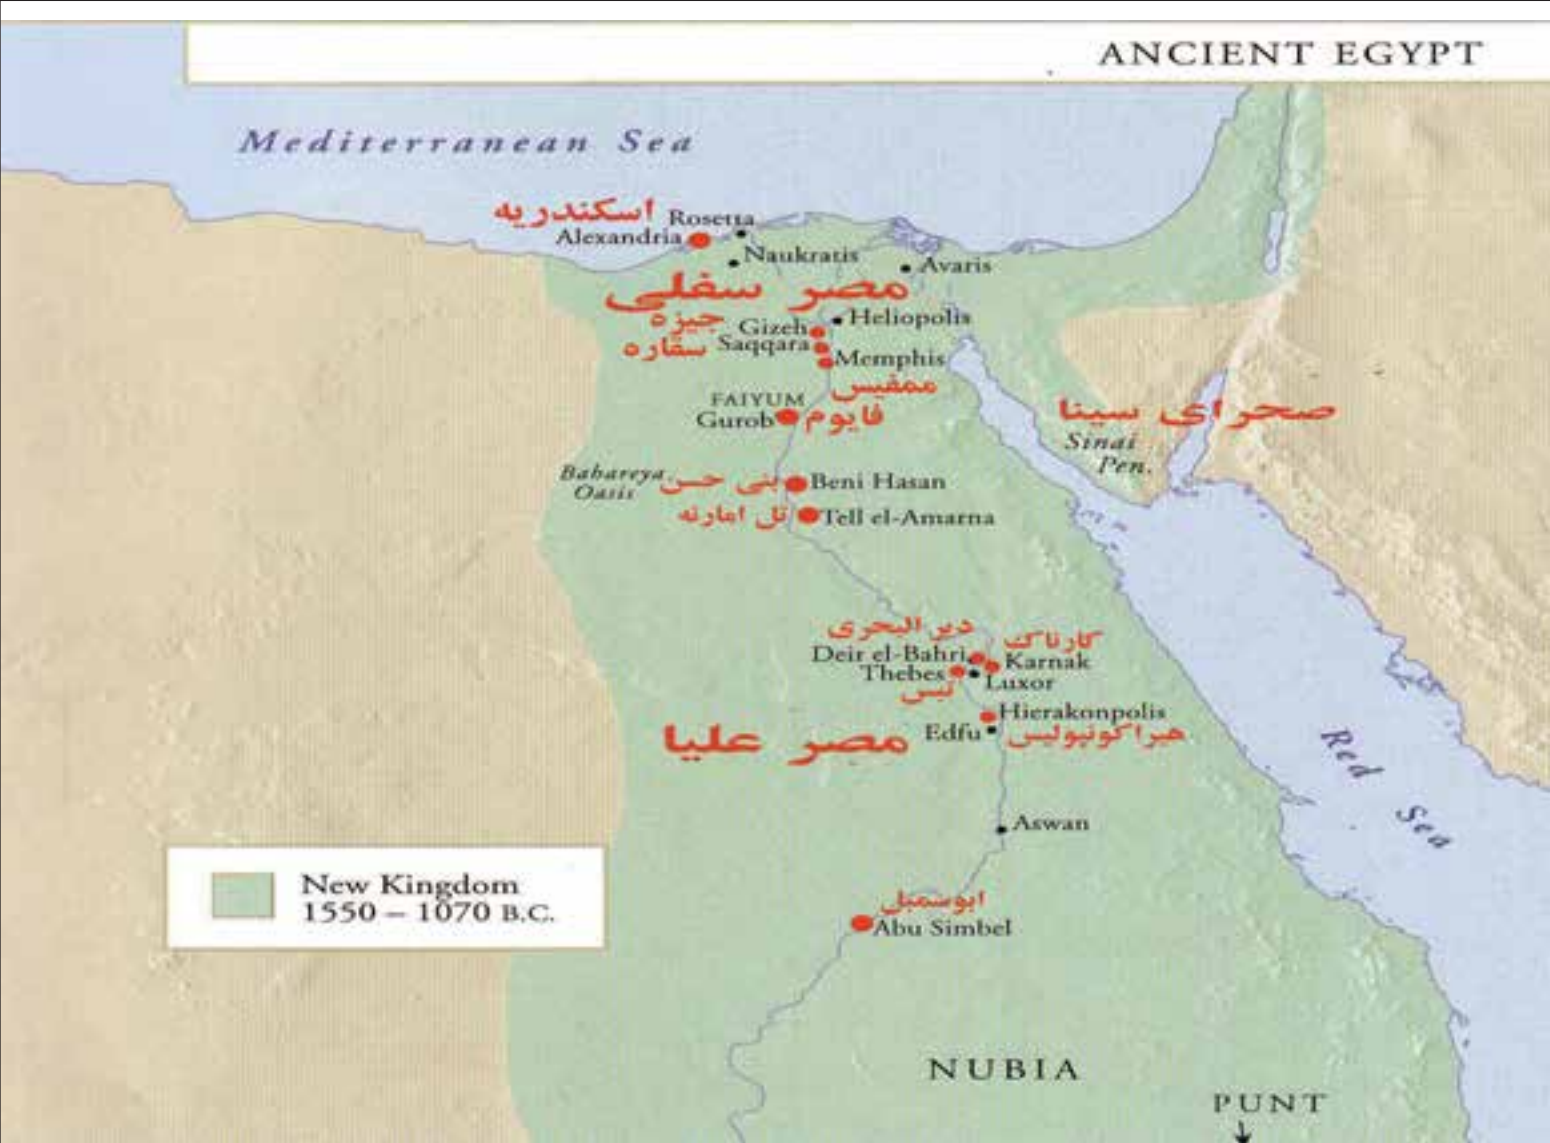 ANCIENT EGYPT
Mediterranean Sea
اسکندریه
Rosetta
Alexandria
Naukratis
Avaris
مصر سفلی
Heliopolis
جیزه
Gizeh
سقاره
Saqqara
Memphis
ممفیس
FAIYUM
Gurob
فایوم
صحرای سینا
Sinai
Pen.
Bahareya
Oasis
بنی حسن
Beni Hasan
تل امارنه
Tell el-Amarna
دیر البحری
کارناک
Deir el-Bahri
Karnak
Thebes
Luxor
تبس
Hierakonpolis
مصر علیا
Edfu
هیراکونپولیس
Red Sea
Aswan
New Kingdom
1550 – 1070 B.C.
ابوسمبل
Abu Simbel
NUBIA
PUNT